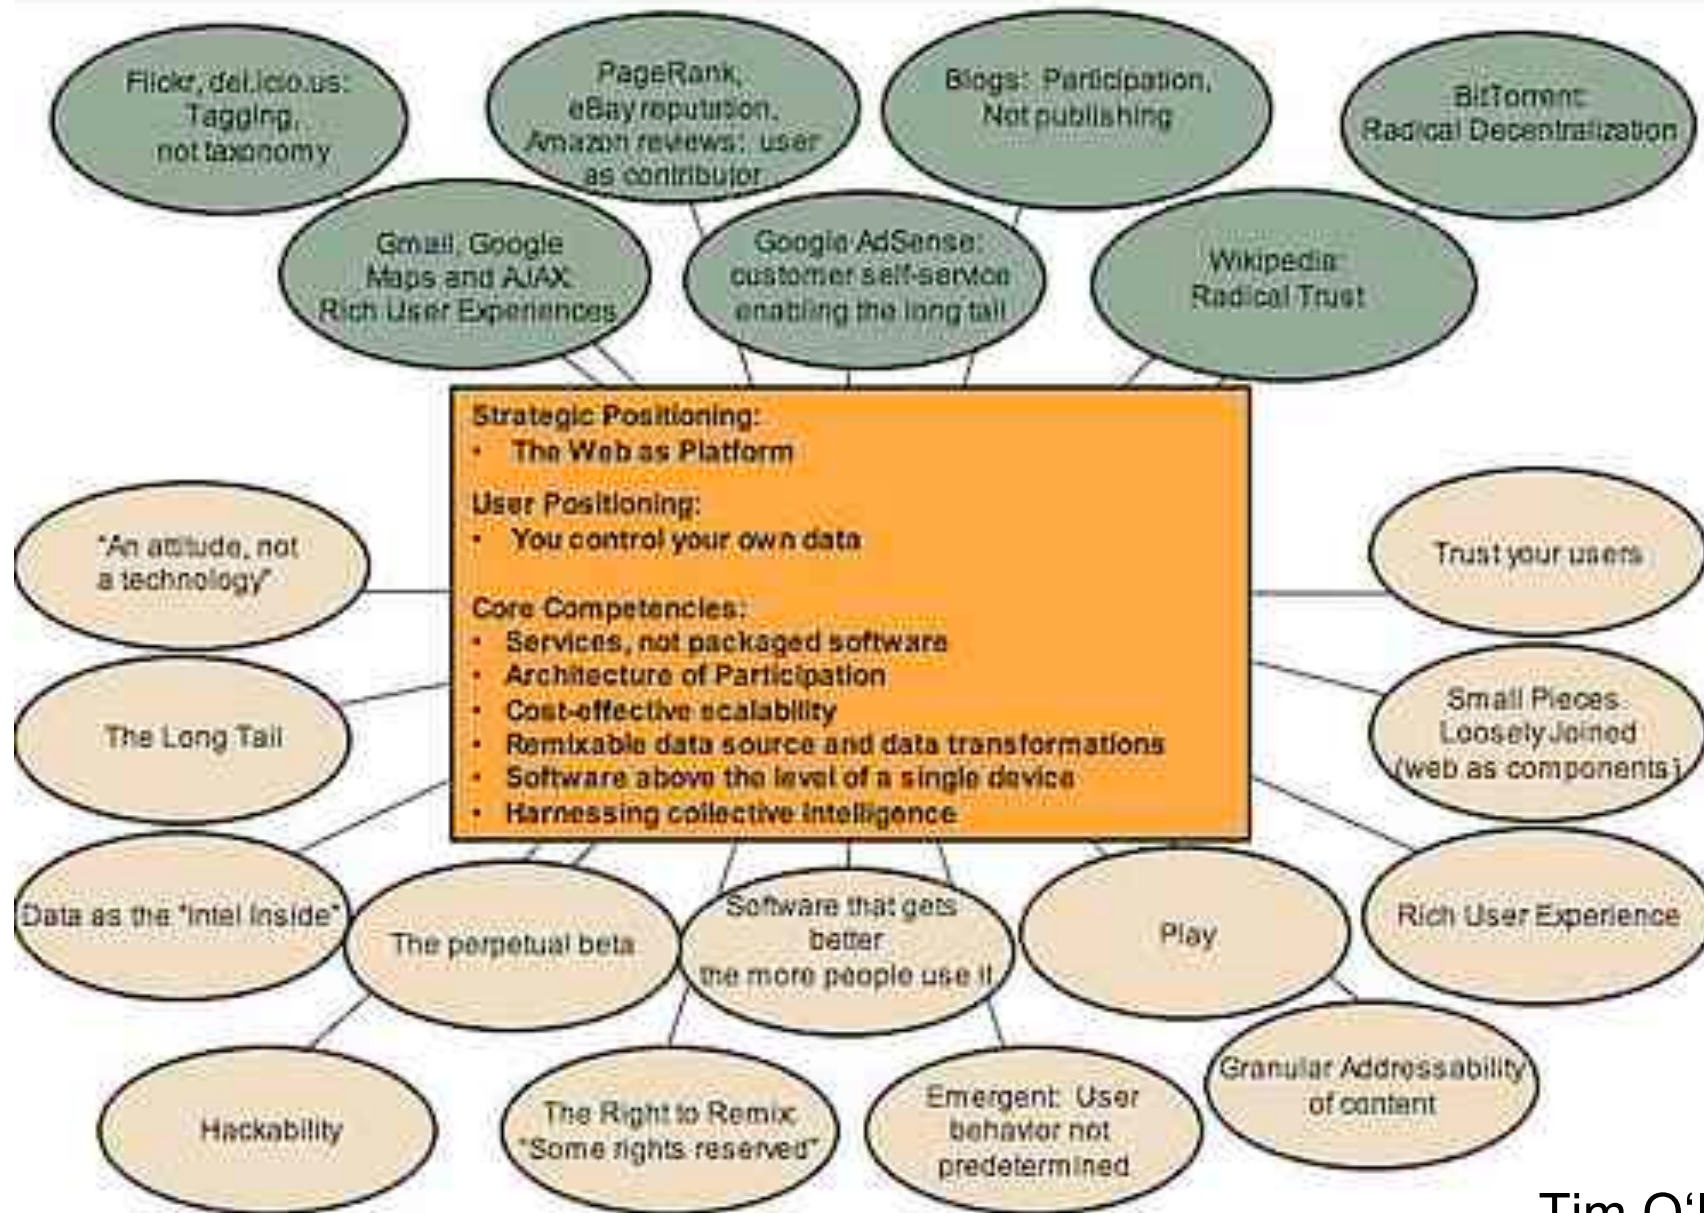 Flickr, del.icio.us:
Tagging,
not taxonomy
PageRank,
eBay reputation,
Amazon reviews: user
as contributor
Blogs: Participation,
Not publishing
BitTorrent:
Radical Decentralization
Gmail, Google
Maps and AJAX:
Rich User Experiences
Google AdSense:
customer self-service
enabling the long tail
Wikipedia:
Radical Trust
Strategic Positioning:
• The Web as Platform
User Positioning:
• You control your own data
Core Competencies:
• Services, not packaged software
• Architecture of Participation
• Cost-effective scalability
• Remixable data source and data transformations
• Software above the level of a single device
• Harnessing collective intelligence
"An attitude, not
a technology"
Trust your users
The Long Tail
Small Pieces
Loosely Joined
(web as components)
Data as the "Intel Inside"
The perpetual beta
Software that gets
better
the more people use it
Play
Rich User Experience
Hackability
The Right to Remix
"Some rights reserved"
Emergent: User
behavior not
predetermined
Granular Addressability
of content
Tim